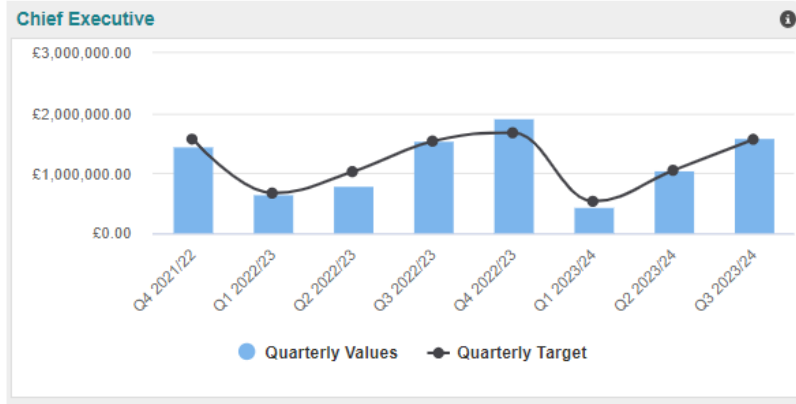 Chief Executive
£3,000,000.00
£2,000,000.00
£1,000,000.00
£0.00
Q4 2021/22
Q1 2022/23
Q2 2022/23
Q3 2022/23
Q4 2022/23
Q1 2023/24
Q2 2023/24
Q3 2023/24
Quarterly Values
Quarterly Target